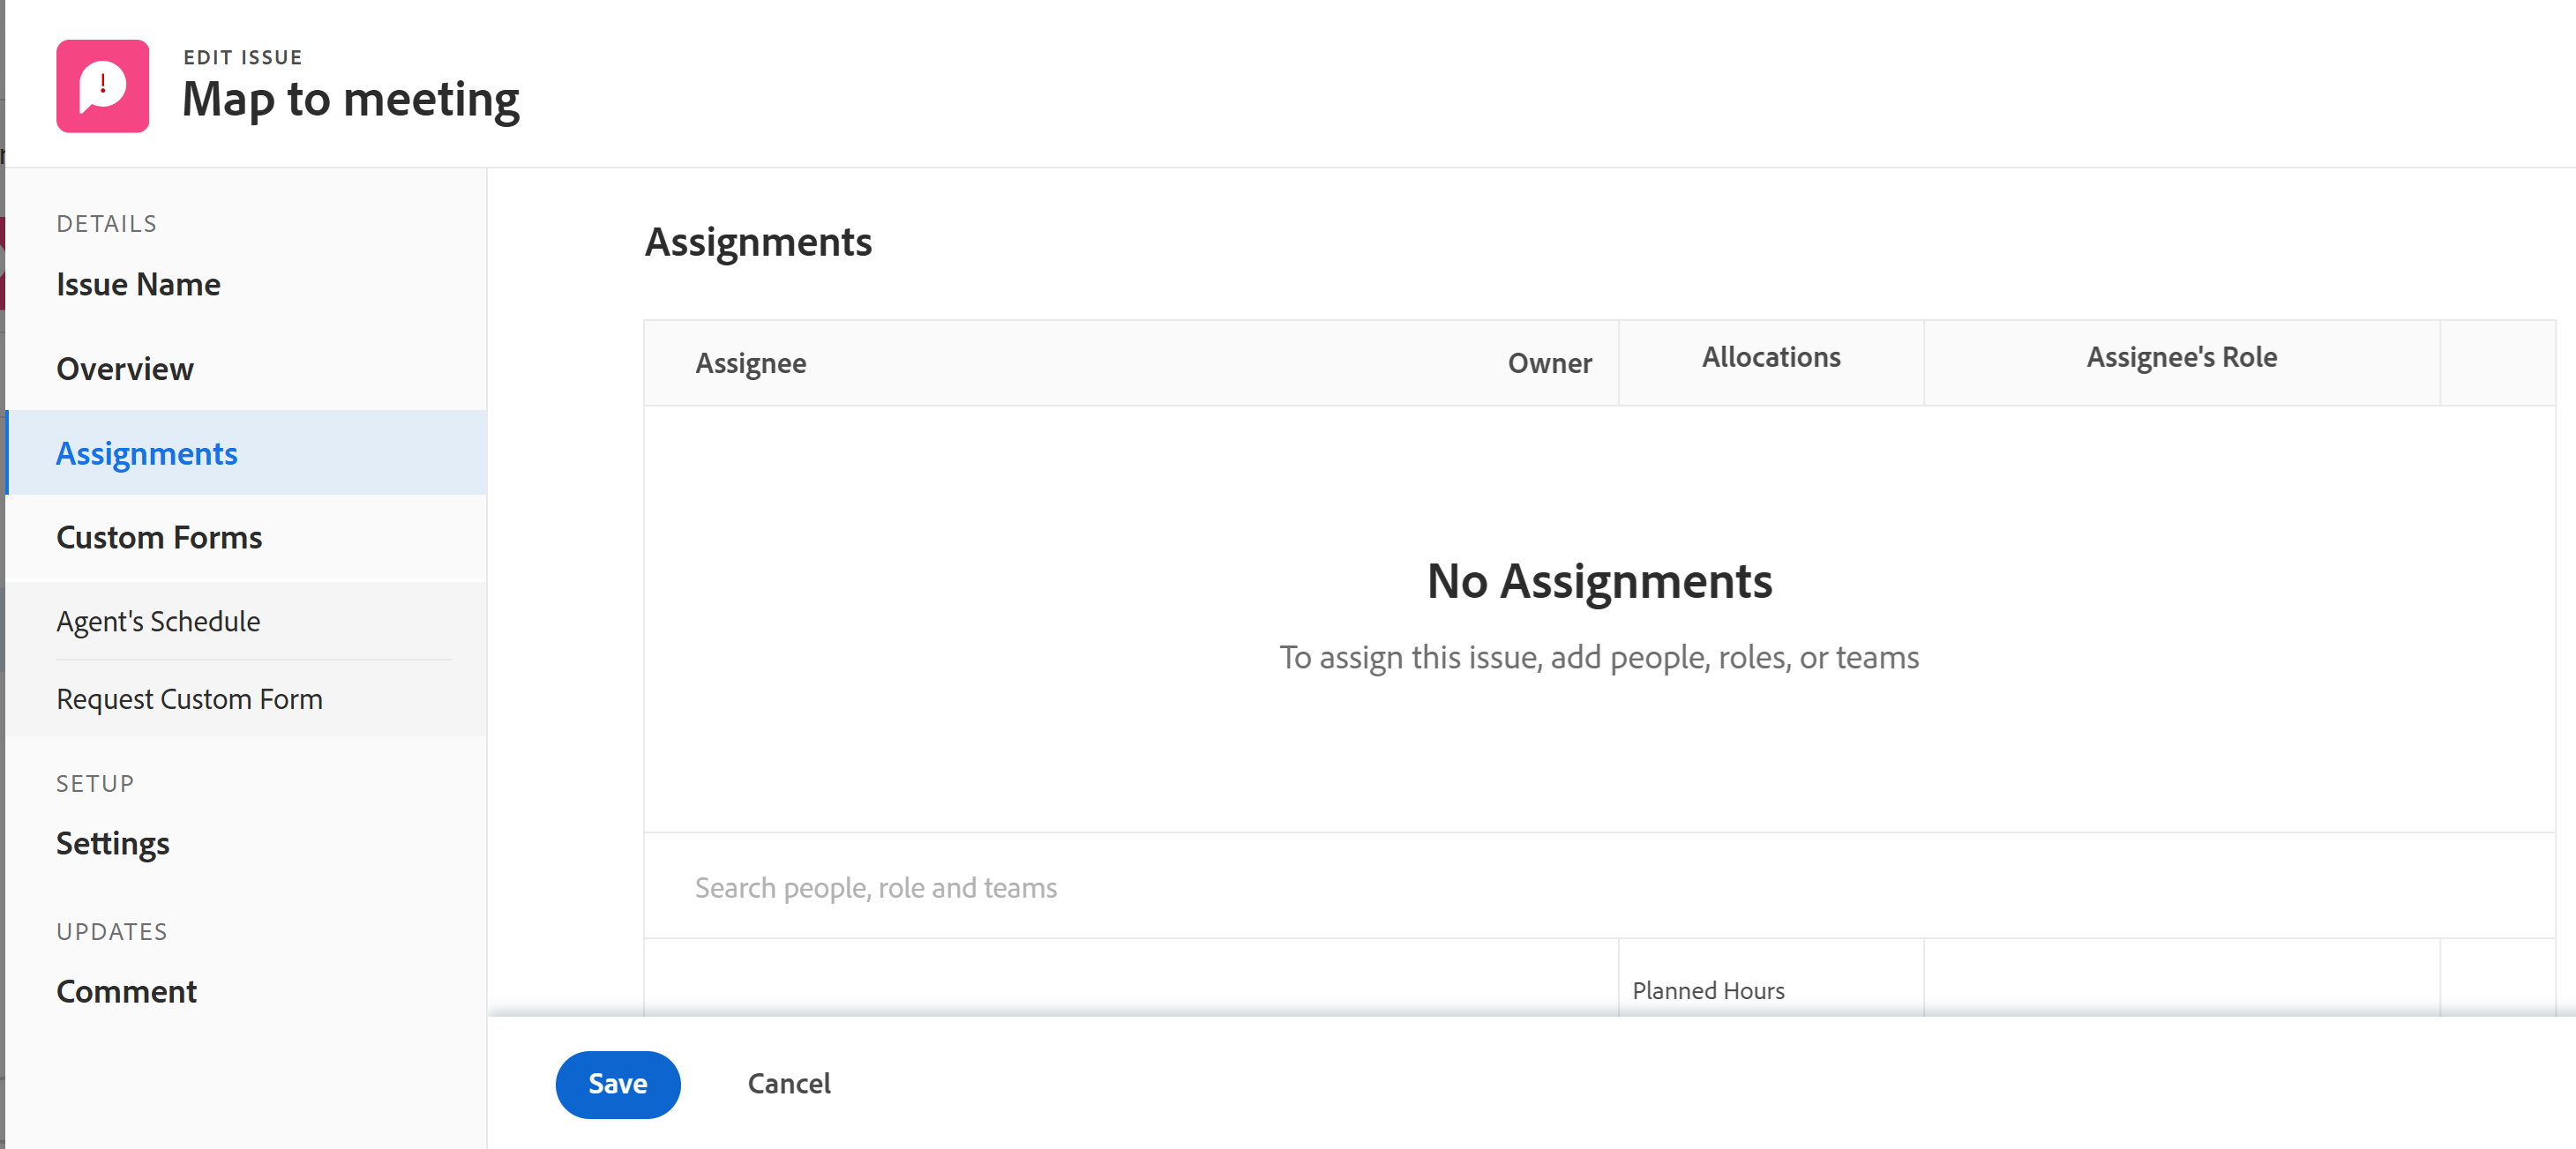 EDIT ISSUE
Map to meeting
DETAILS
Issue Name
Overview
Assignments
Custom Forms
Agent's Schedule
Request Custom Form
SETUP
Settings
UPDATES
Comment
Assignments
Assignee Owner Allocations Assignee's Role
No Assignments
To assign this issue, add people, roles, or teams
Search people, role and teams
Planned Hours
Save Cancel